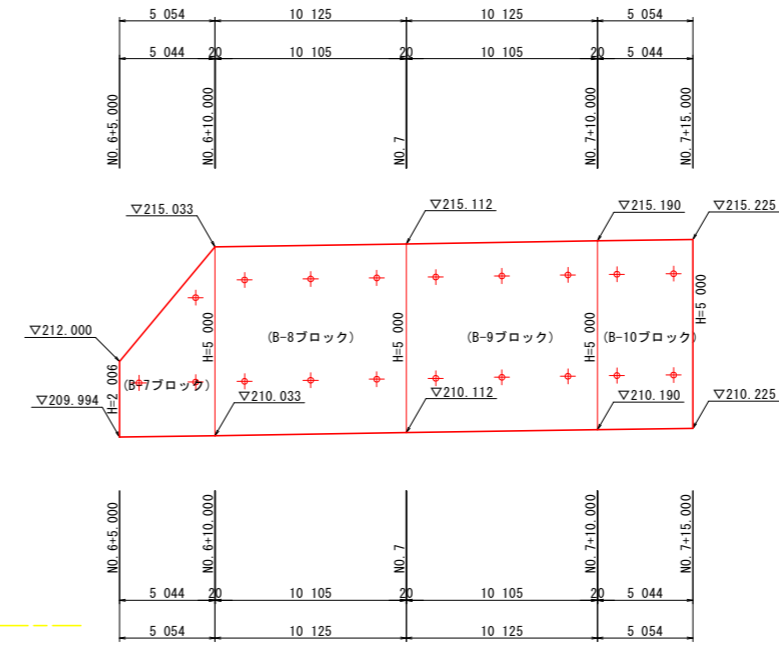 5 054 10 125 10 125 5 054
5 044 20 10 105 20 10 105 20 5 044
NO. 6+5.000
NO. 6+10.000
NO. 7
NO. 7+10.000
NO. 7+15.000
▽215.033
▽215.112
▽215.190
▽215.225
▽212.000
▽209.994
H=2 006
(B-7ブロック)
H=5 000
(B-8ブロック)
H=5 000
(B-9ブロック)
H=5 000
(B-10ブロック)
H=5 000
▽210.033
▽210.112
▽210.190
▽210.225
NO. 6+5.000
NO. 6+10.000
NO. 7
NO. 7+10.000
NO. 7+15.000
5 044 20 10 105 20 10 105 20 5 044
5 054 10 125 10 125 5 054